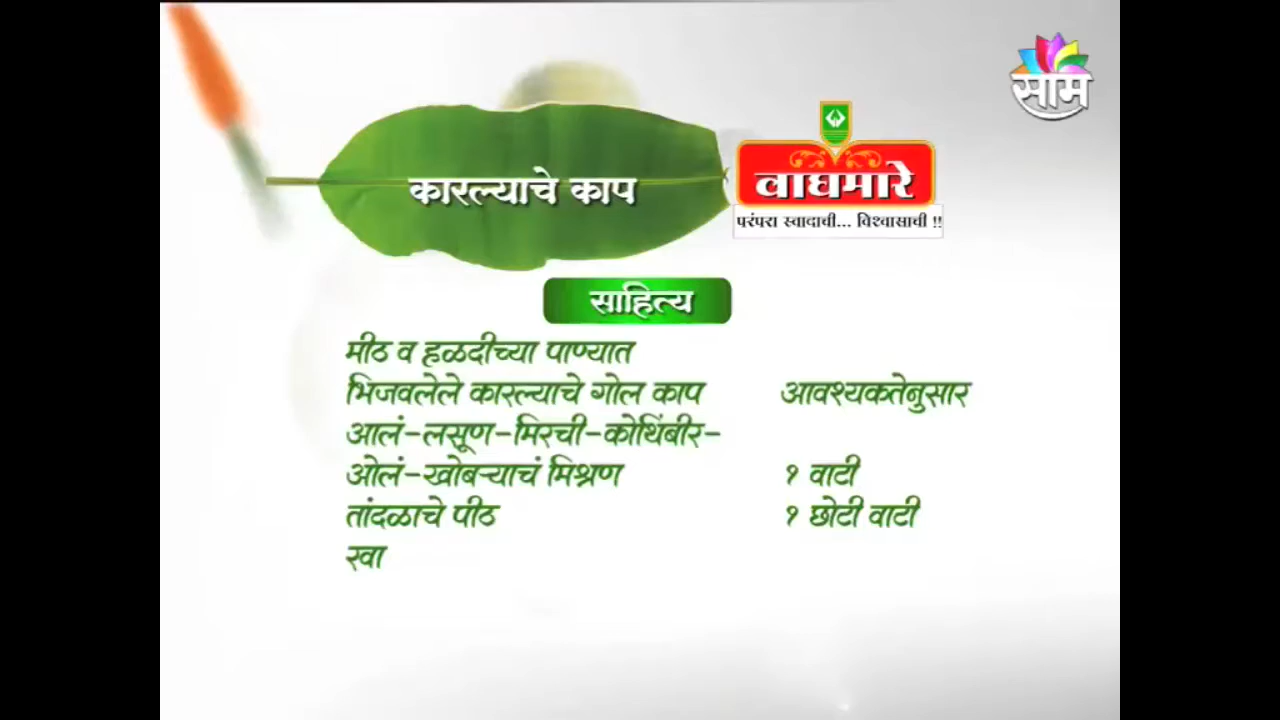 साम
कारल्याचे काप
वाघमारे
परंपरा स्वादाची... विश्वासाची !!
साहित्य
मीठ व हळदीच्या पाण्यात
भिजवलेले कारल्याचे गोल काप आवश्यकतेनुसार
आलं-लसूण-मिरची-कोथिंबीर-
ओलं-खोबऱ्याचं मिश्रण १ वाटी
तांदळाचे पीठ १ छोटी वाटी
रवा